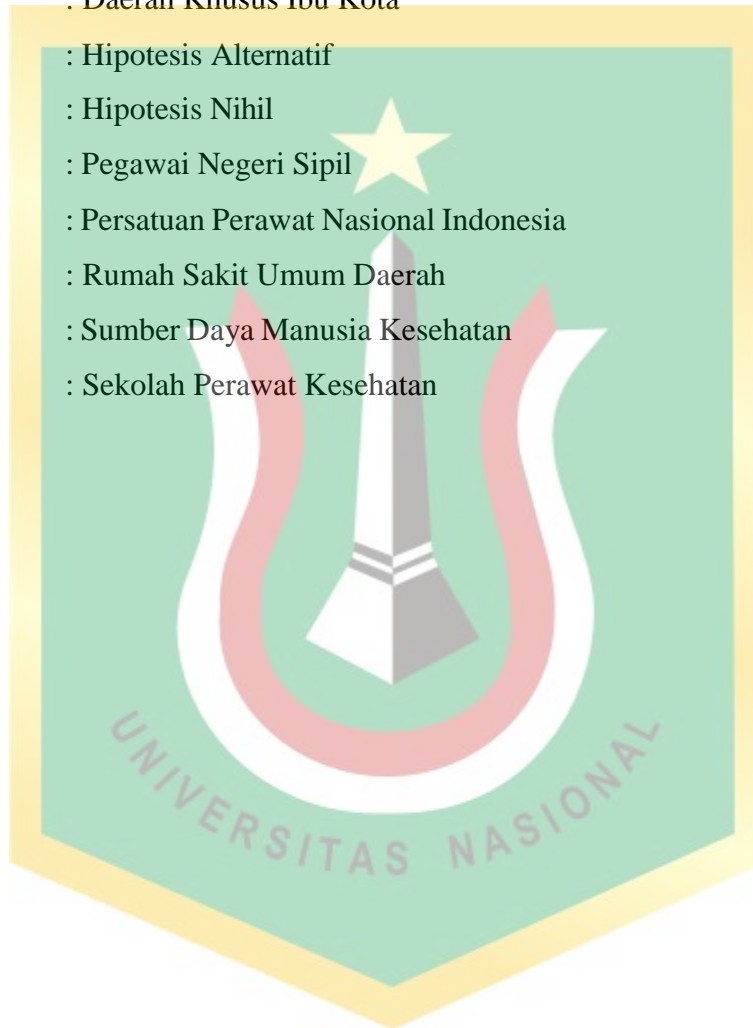 : Daerah Khusus Ibu Kota
: Hipotesis Alternatif
: Hipotesis Nihil
: Pegawai Negeri Sipil
: Persatuan Perawat Nasional Indonesia
: Rumah Sakit Umum Daerah
: Sumber Daya Manusia Kesehatan
: Sekolah Perawat Kesehatan
UNIVERSITAS NASIONAL